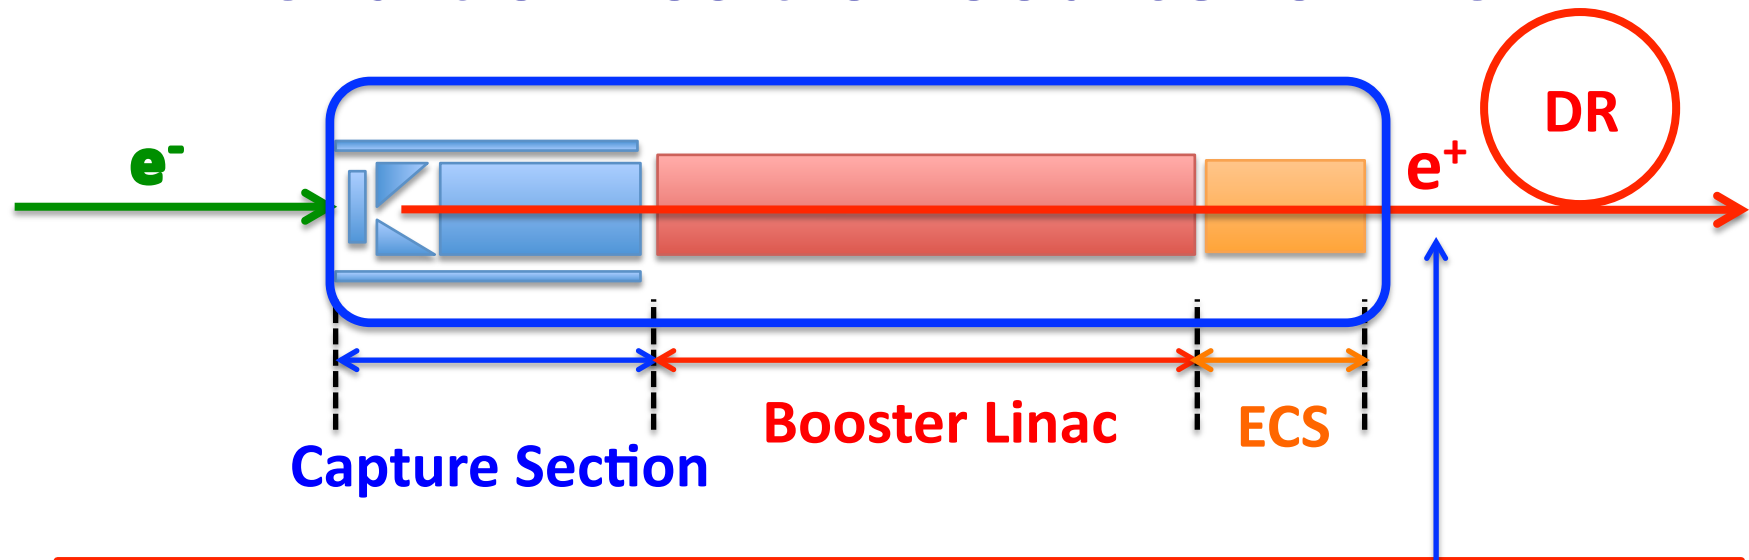 DR
e-
e+
Booster Linac
ECS
Capture Section